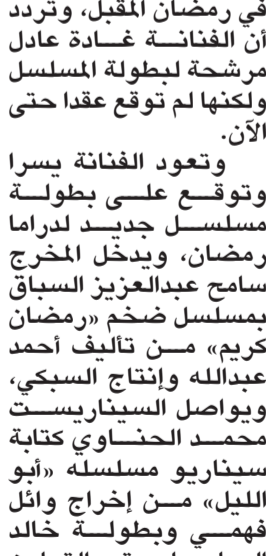 في رمضان المقبل، وتردد
أن الفنانة غادة عادل
مرشحة لبطولة المسلسل
ولكنها لم توقع عقدا حتى
الآن.
وتعود الفنانة يسرا
وتوقع على بطولة
مسلسل جديد لدراما
رمضان، ويدخل المخرج
سامح عبدالعزيز السباق
بمسلسل ضخم «رمضان
كريم» من تأليف أحمد
عبدالله وإنتاج السبكي،
ويواصل السيناريست
محمد الحناوي كتابة
سيناريو مسلسله «أبو
الليل» من إخراج وائل
فهمي وبطولة خالد